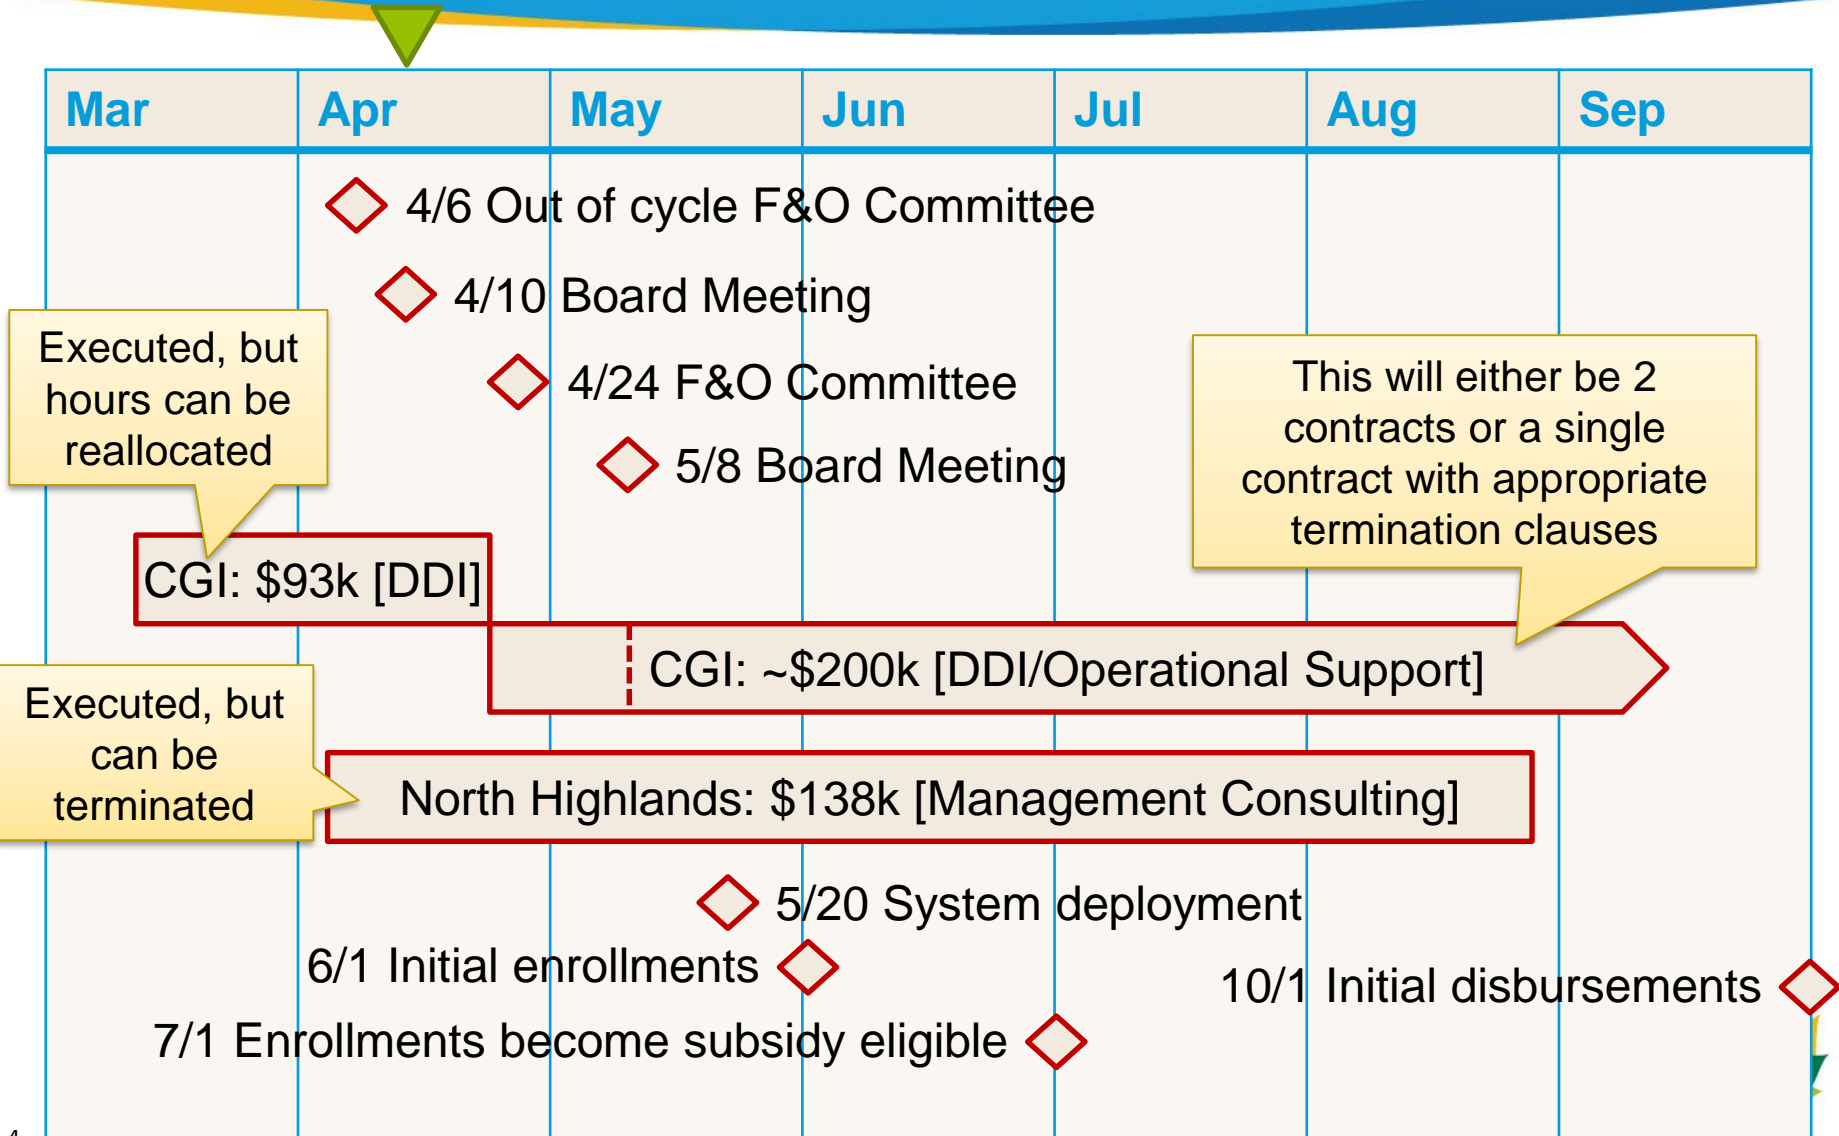 Mar Apr May Jun Jul Aug Sep
4/6 Out of cycle F&O Committee
4/10 Board Meeting
Executed, but
hours can be
reallocated
4/24 F&O Committee
This will either be 2
contracts or a single
contract with appropriate
termination clauses
5/8 Board Meeting
CGI: $93k [DDI]
CGI: ~$200k [DDI/Operational Support]
Executed, but
can be
terminated
North Highlands: $138k [Management Consulting]
5/20 System deployment
6/1 Initial enrollments
10/1 Initial disbursements
7/1 Enrollments become subsidy eligible